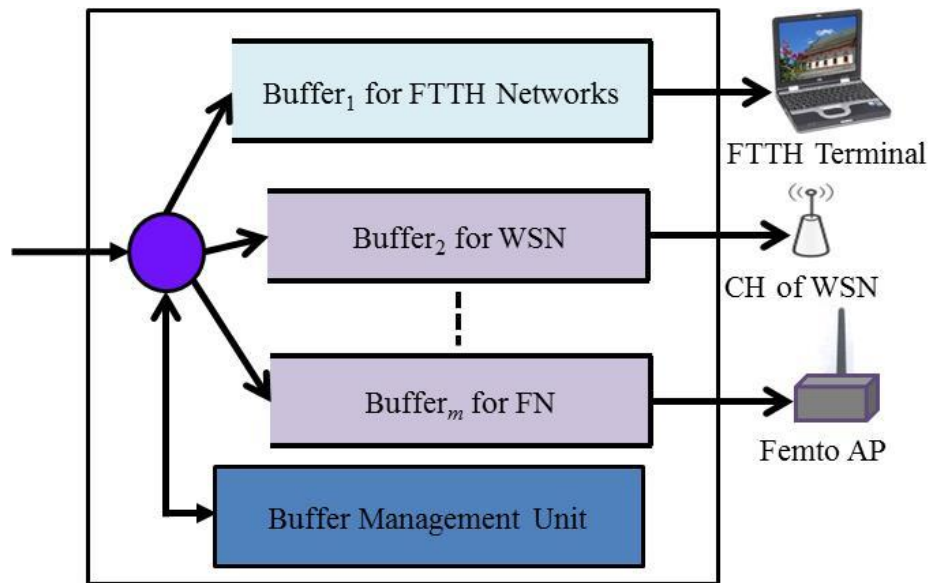 Buffer₁ for FTTH Networks
FTTH Terminal
Buffer₂ for WSN
CH of WSN
Bufferₘ for FN
Femto AP
Buffer Management Unit